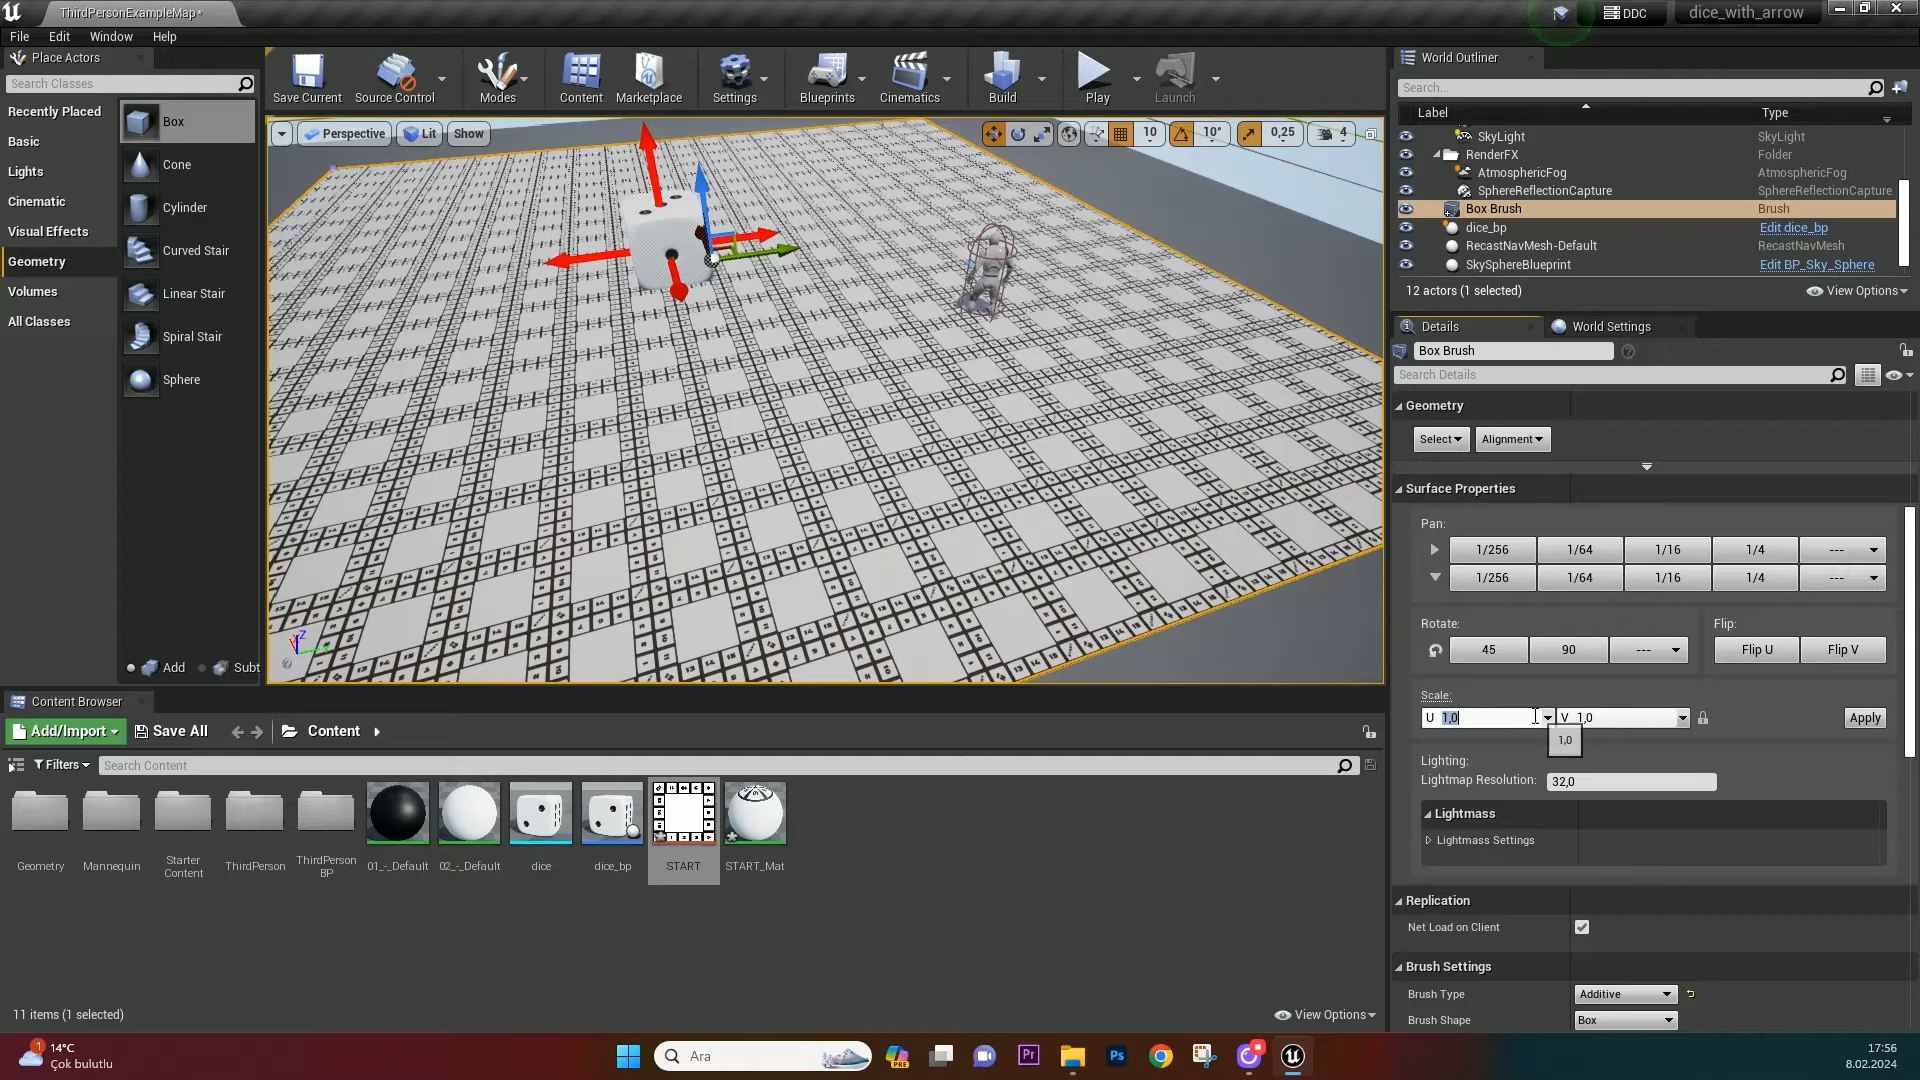 ThirdPersonExampleMap*
DDC
dice_with_arrow
File
Edit
Window
Help
Place Actors
Search Classes
Recently Placed
Basic
Lights
Cinematic
Visual Effects
Geometry
Volumes
All Classes
Box
Cone
Cylinder
Curved Stair
Linear Stair
Spiral Stair
Sphere
Add
Subt
Save Current
Source Control
Modes
Content
Marketplace
Settings
Blueprints
Cinematics
Build
Play
Launch
Perspective
Lit
Show
10
10°
0,25
4
Z
World Outliner
Search...
Label
Type
SkyLight
SkyLight
RenderFX
Folder
AtmosphericFog
AtmosphericFog
SphereReflectionCapture
SphereReflectionCapture
Box Brush
Brush
dice_bp
Edit dice_bp
RecastNavMesh-Default
RecastNavMesh
SkySphereBlueprint
Edit BP_Sky_Sphere
12 actors (1 selected)
View Options
Details
World Settings
Box Brush
Search Details
Geometry
Select
Alignment
Surface Properties
Pan:
1/256
1/64
1/16
1/4
---
1/256
1/64
1/16
1/4
---
Rotate:
Flip:
45
90
---
Flip U
Flip V
Scale:
U 1,0
V 1,0
Apply
1,0
Lighting:
Lightmap Resolution:
32,0
Lightmass
Lightmass Settings
Replication
Net Load on Client
Brush Settings
Brush Type
Additive
Brush Shape
Box
Content Browser
Add/Import
Save All
Content
Filters
Search Content
Geometry
Mannequin
Starter
Content
ThirdPerson
ThirdPerson
BP
01_-_Default
02_-_Default
dice
dice_bp
START
START_Mat
11 items (1 selected)
View Options
1
14°C
Çok bulutlu
Ara
PRE
Pr
Ps
17:56
8.02.2024